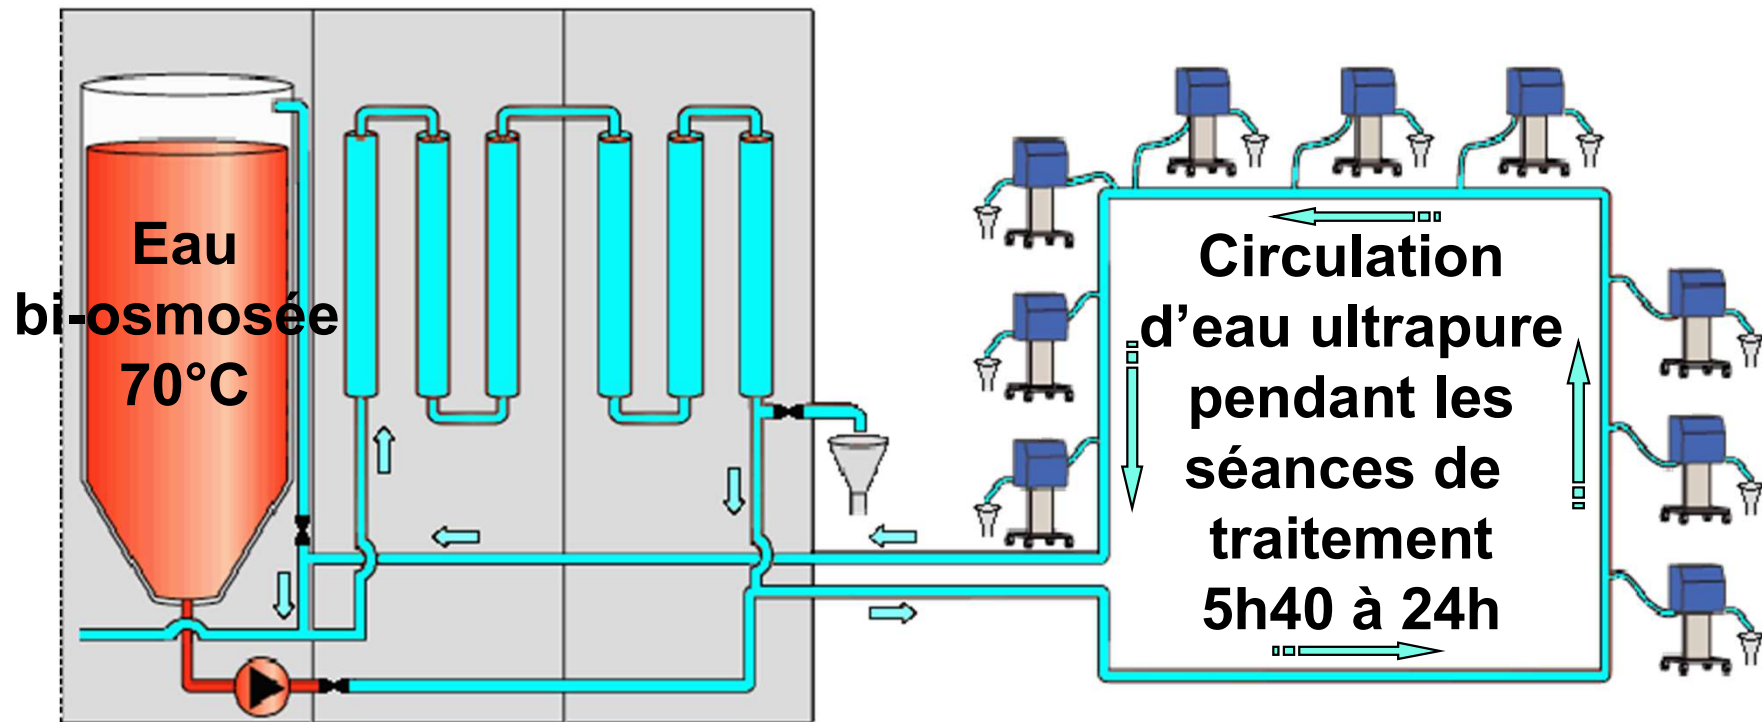 Eau
bi-osmosée
70°C
Circulation
d’eau ultrapure
pendant les
séances de
traitement
5h40 à 24h